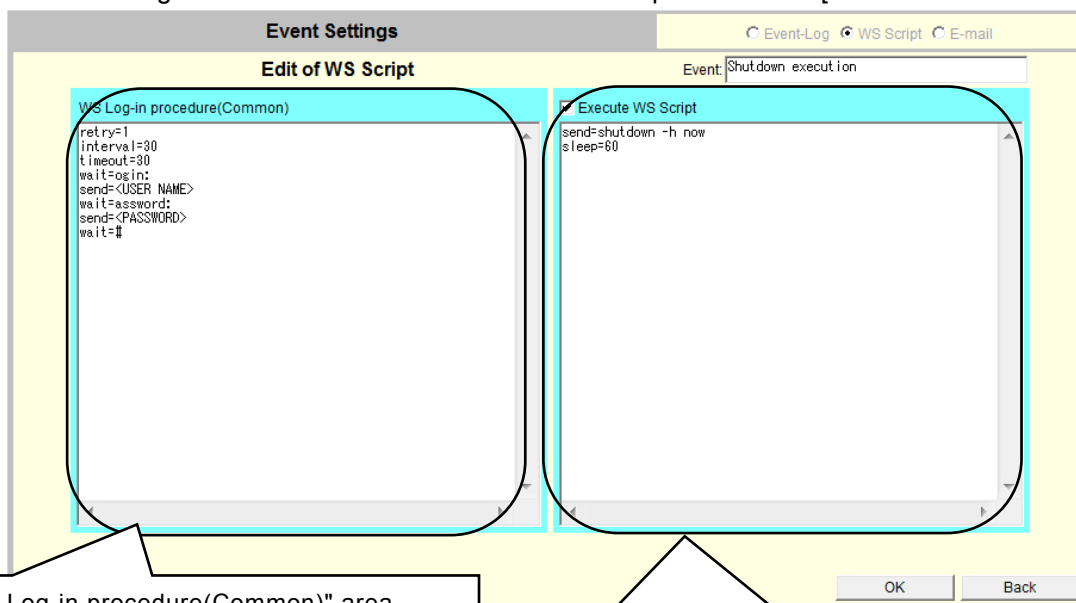 Event Settings
Event-Log WS Script E-mail
Edit of WS Script
Event: Shutdown execution
WS Log-in procedure(Common)
retry=1
interval=30
timeout=30
wait=ogin:
send=<USER NAME>
wait=assword:
send=<PASSWORD>
wait=#
Execute WS Script
send=shutdown -h now
sleep=60
OK Back
Log-in procedure(Common)" area